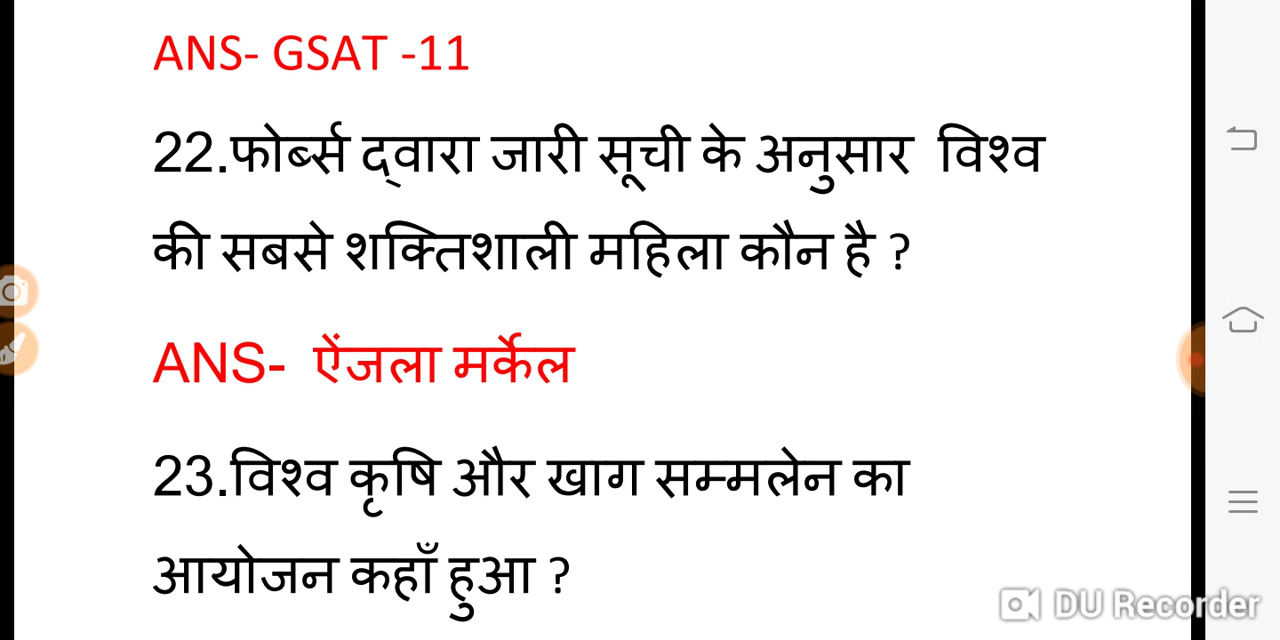 ANS- GSAT -11
22.फोर्ब्स द्वारा जारी सूची के अनुसार विश्व
की सबसे शक्तिशाली महिला कौन है ?
ANS- ऐंजला मर्केल
23.विश्व कृषि और खाग सम्मलेन का
आयोजन कहाँ हुआ ?
DU Recorder